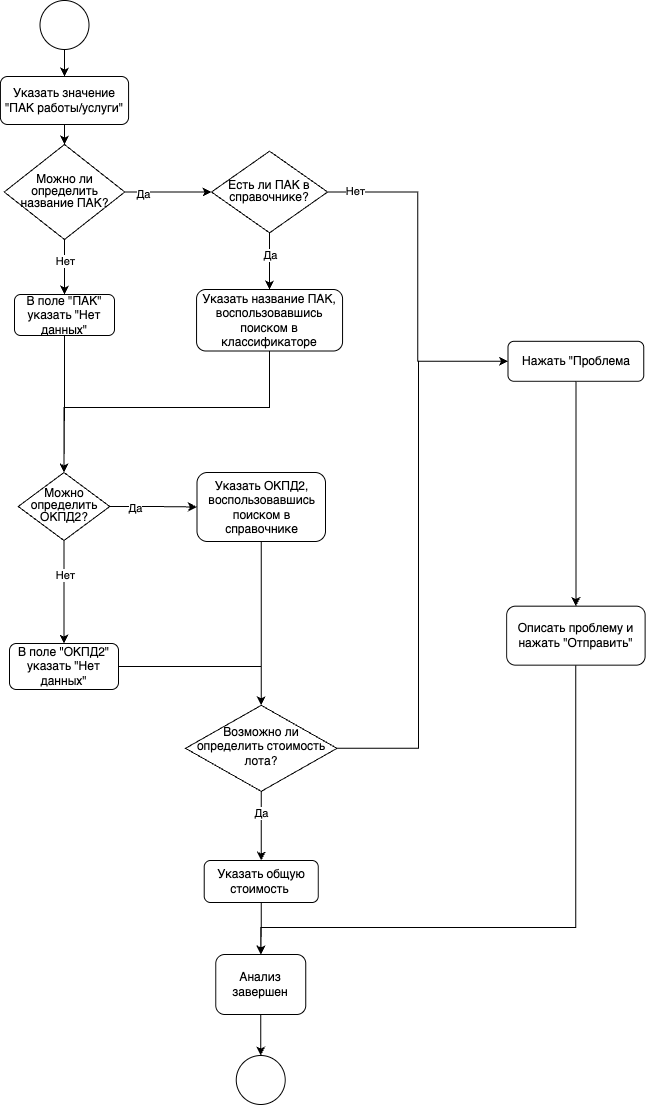 Указать значение
"ПАК работы/услуги"
Можно ли
определить
название ПАК?
Да
Есть ли ПАК в
справочнике?
Нет
Нет
Да
В поле "ПАК"
указать "Нет
данных"
Указать название ПАК,
воспользовавшись
поиском в
классификаторе
Нажать "Проблема
Можно
определить
ОКПД2?
Да
Указать ОКПД2,
воспользовавшись
поиском в
справочнике
Нет
В поле "ОКПД2"
указать "Нет
данных"
Описать проблему и
нажать "Отправить"
Возможно ли
определить стоимость
лота?
Да
Указать общую
стоимость
Анализ
завершен